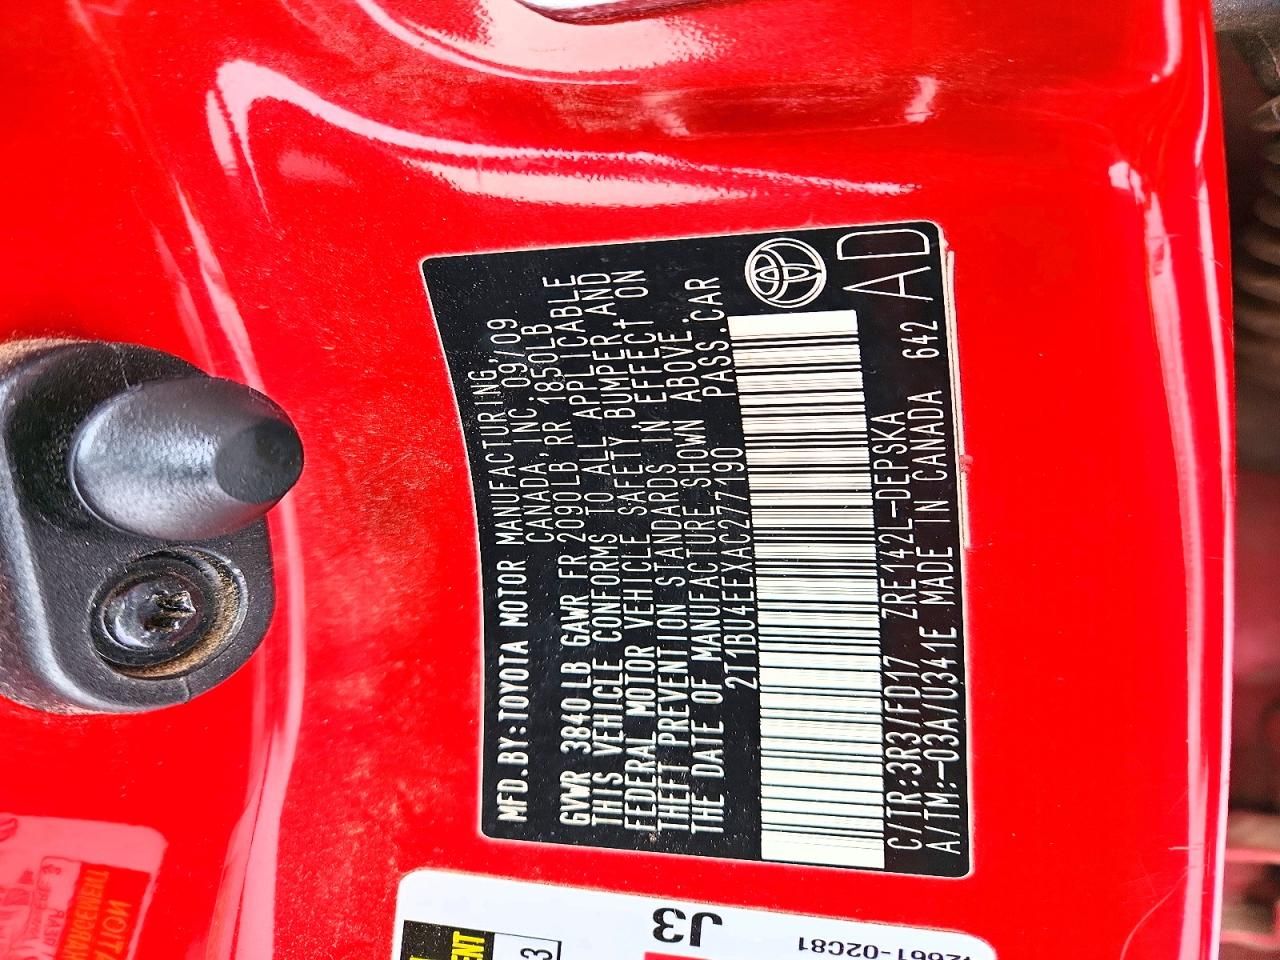 MFD.BY:TOYOTA MOTOR MANUFACTURING,
CANADA,INC. 09/09
GVWR 3840 LB GAWR FR 2090LB,RR 1850LB
THIS VEHICLE CONFORMS TO ALL APPLICABLE
FEDERAL MOTOR VEHICLE SAFETY,BUMPER, AND
THEFT PREVENTION STANDARDS IN EFFECT ON
THE DATE OF MANUFACTURE SHOWN ABOVE.
2T1BU4EEXAC277190 PASS.CAR
C/TR:3R3/FD17 ZRE142L-DEPSKA AD
A/TM:-03A/U341E MADE IN CANADA 642
J3
3